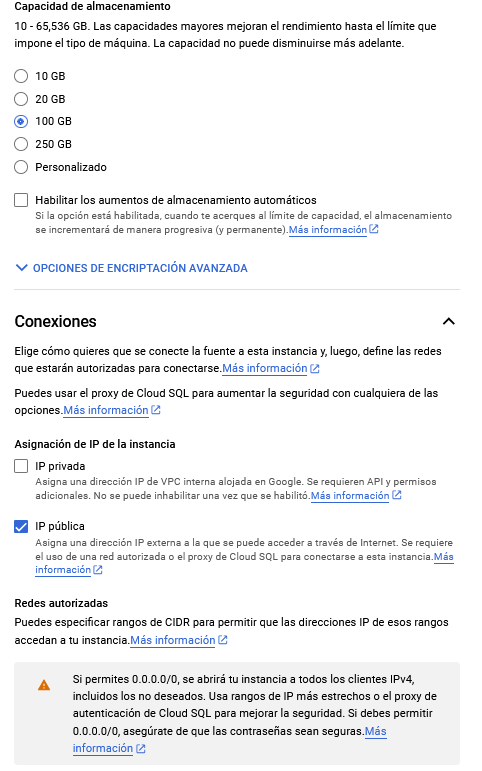 Capacidad de almacenamiento
10 - 65,536 GB. Las capacidades mayores mejoran el rendimiento hasta el límite que
impone el tipo de máquina. La capacidad no puede disminuirse más adelante.
10 GB
20 GB
100 GB
250 GB
Personalizado
Habilitar los aumentos de almacenamiento automáticos
Si la opción está habilitada, cuando te acerques al límite de capacidad, el almacenamiento
se incrementará de manera progresiva (y permanente).Más información
OPCIONES DE ENCRIPTACIÓN AVANZADA
Conexiones
Elige cómo quieres que se conecte la fuente a esta instancia y, luego, define las redes
que estarán autorizadas para conectarse.Más información
Puedes usar el proxy de Cloud SQL para aumentar la seguridad con cualquiera de las
opciones.Más información
Asignación de IP de la instancia
IP privada
Asigna una dirección IP de VPC interna alojada en Google. Se requieren API y permisos
adicionales. No se puede inhabilitar una vez que se habilitó.Más información
IP pública
Asigna una dirección IP externa a la que se puede acceder a través de Internet. Se requiere
el uso de una red autorizada o el proxy de Cloud SQL para conectarse a esta instancia.Más
información
Redes autorizadas
Puedes especificar rangos de CIDR para permitir que las direcciones IP de esos rangos
accedan a tu instancia.Más información
Si permites 0.0.0.0/0, se abrirá tu instancia a todos los clientes IPv4,
incluidos los no deseados. Usa rangos de IP más estrechos o el proxy de
autenticación de Cloud SQL para mejorar la seguridad. Si debes permitir
0.0.0.0/0, asegúrate de que las contraseñas sean seguras.Más
información